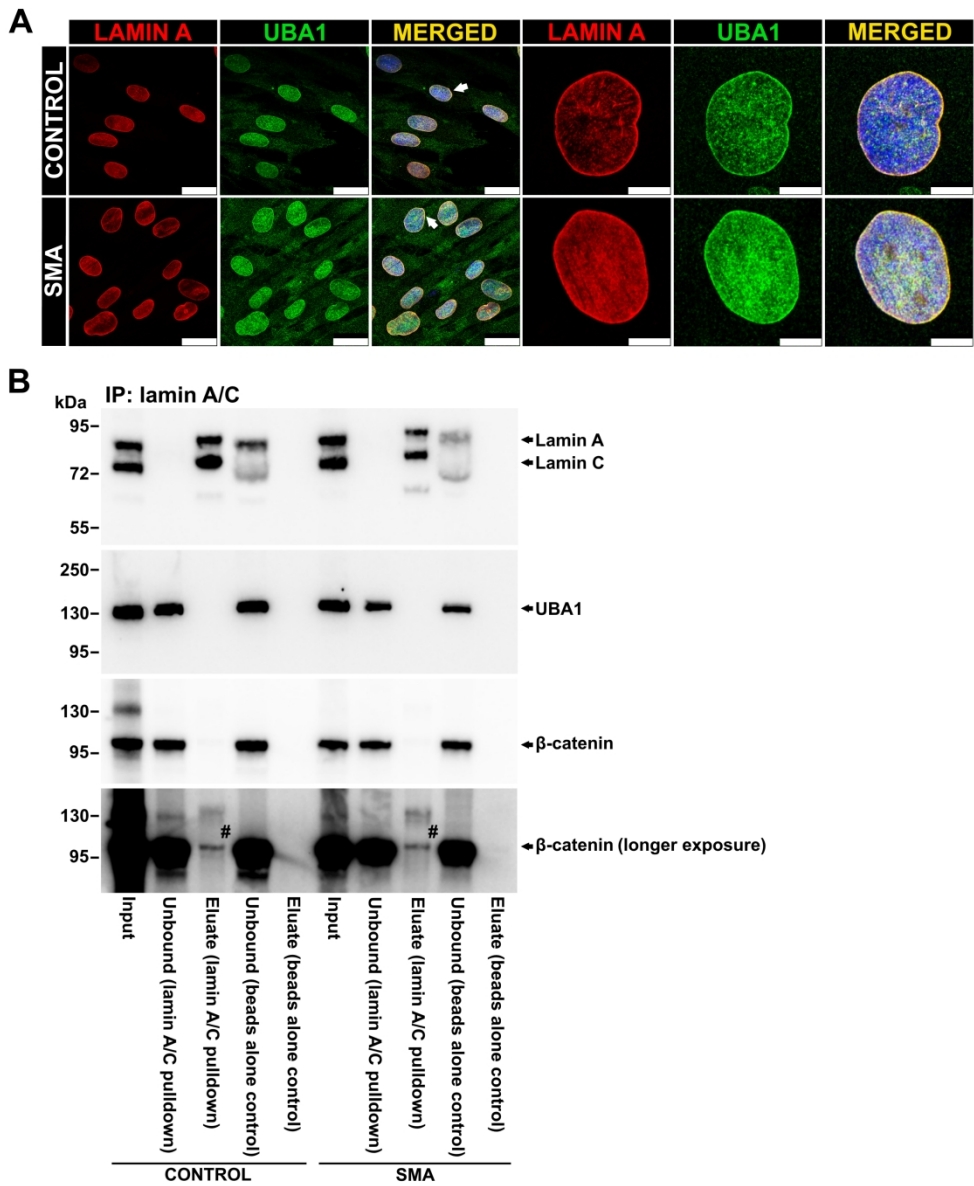 A
LAMIN A UBA1 MERGED LAMIN A UBA1 MERGED
CONTROL
SMA
B
IP: lamin A/C
kDa
95
Lamin A
Lamin C
72
55
250
130
UBA1
95
130
β-catenin
95
130
#
#
95
β-catenin (longer exposure)
Input
Unbound (lamin A/C pulldown)
Eluate (lamin A/C pulldown)
Unbound (beads alone control)
Eluate (beads alone control)
Input
Unbound (lamin A/C pulldown)
Eluate (lamin A/C pulldown)
Unbound (beads alone control)
Eluate (beads alone control)
CONTROL
SMA